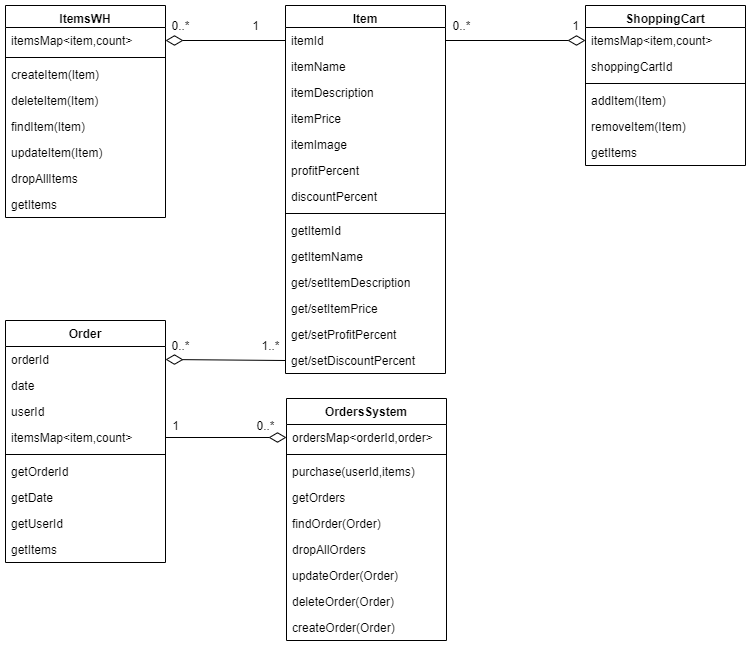 ItemsWH
itemsMap<item,count>
createItem(Item)
deleteItem(Item)
findItem(Item)
updateItem(Item)
dropAllItems
getItems
0..*
1
Item
itemId
itemName
itemDescription
itemPrice
itemImage
profitPercent
discountPercent
getItemId
getItemName
get/setItemDescription
get/setItemPrice
get/setProfitPercent
get/setDiscountPercent
0..*
1
ShoppingCart
itemsMap<item,count>
shoppingCartId
addItem(Item)
removeItem(Item)
getItems
Order
orderId
date
userId
itemsMap<item,count>
getOrderId
getDate
getUserId
getItems
0..*
1..*
1
0..*
OrdersSystem
ordersMap<orderId,order>
purchase(userId,items)
getOrders
findOrder(Order)
dropAllOrders
updateOrder(Order)
deleteOrder(Order)
createOrder(Order)